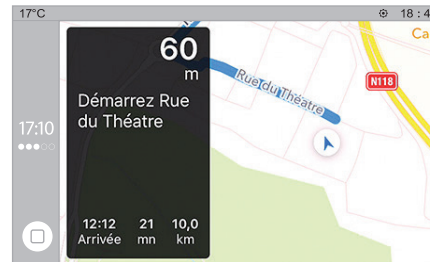 17°C
18 : 4
60
m
Démarrez Rue
du Théatre
17:10
12:12 21 10,0
Arrivée mn km
Rue du Théatre
N118
Ca